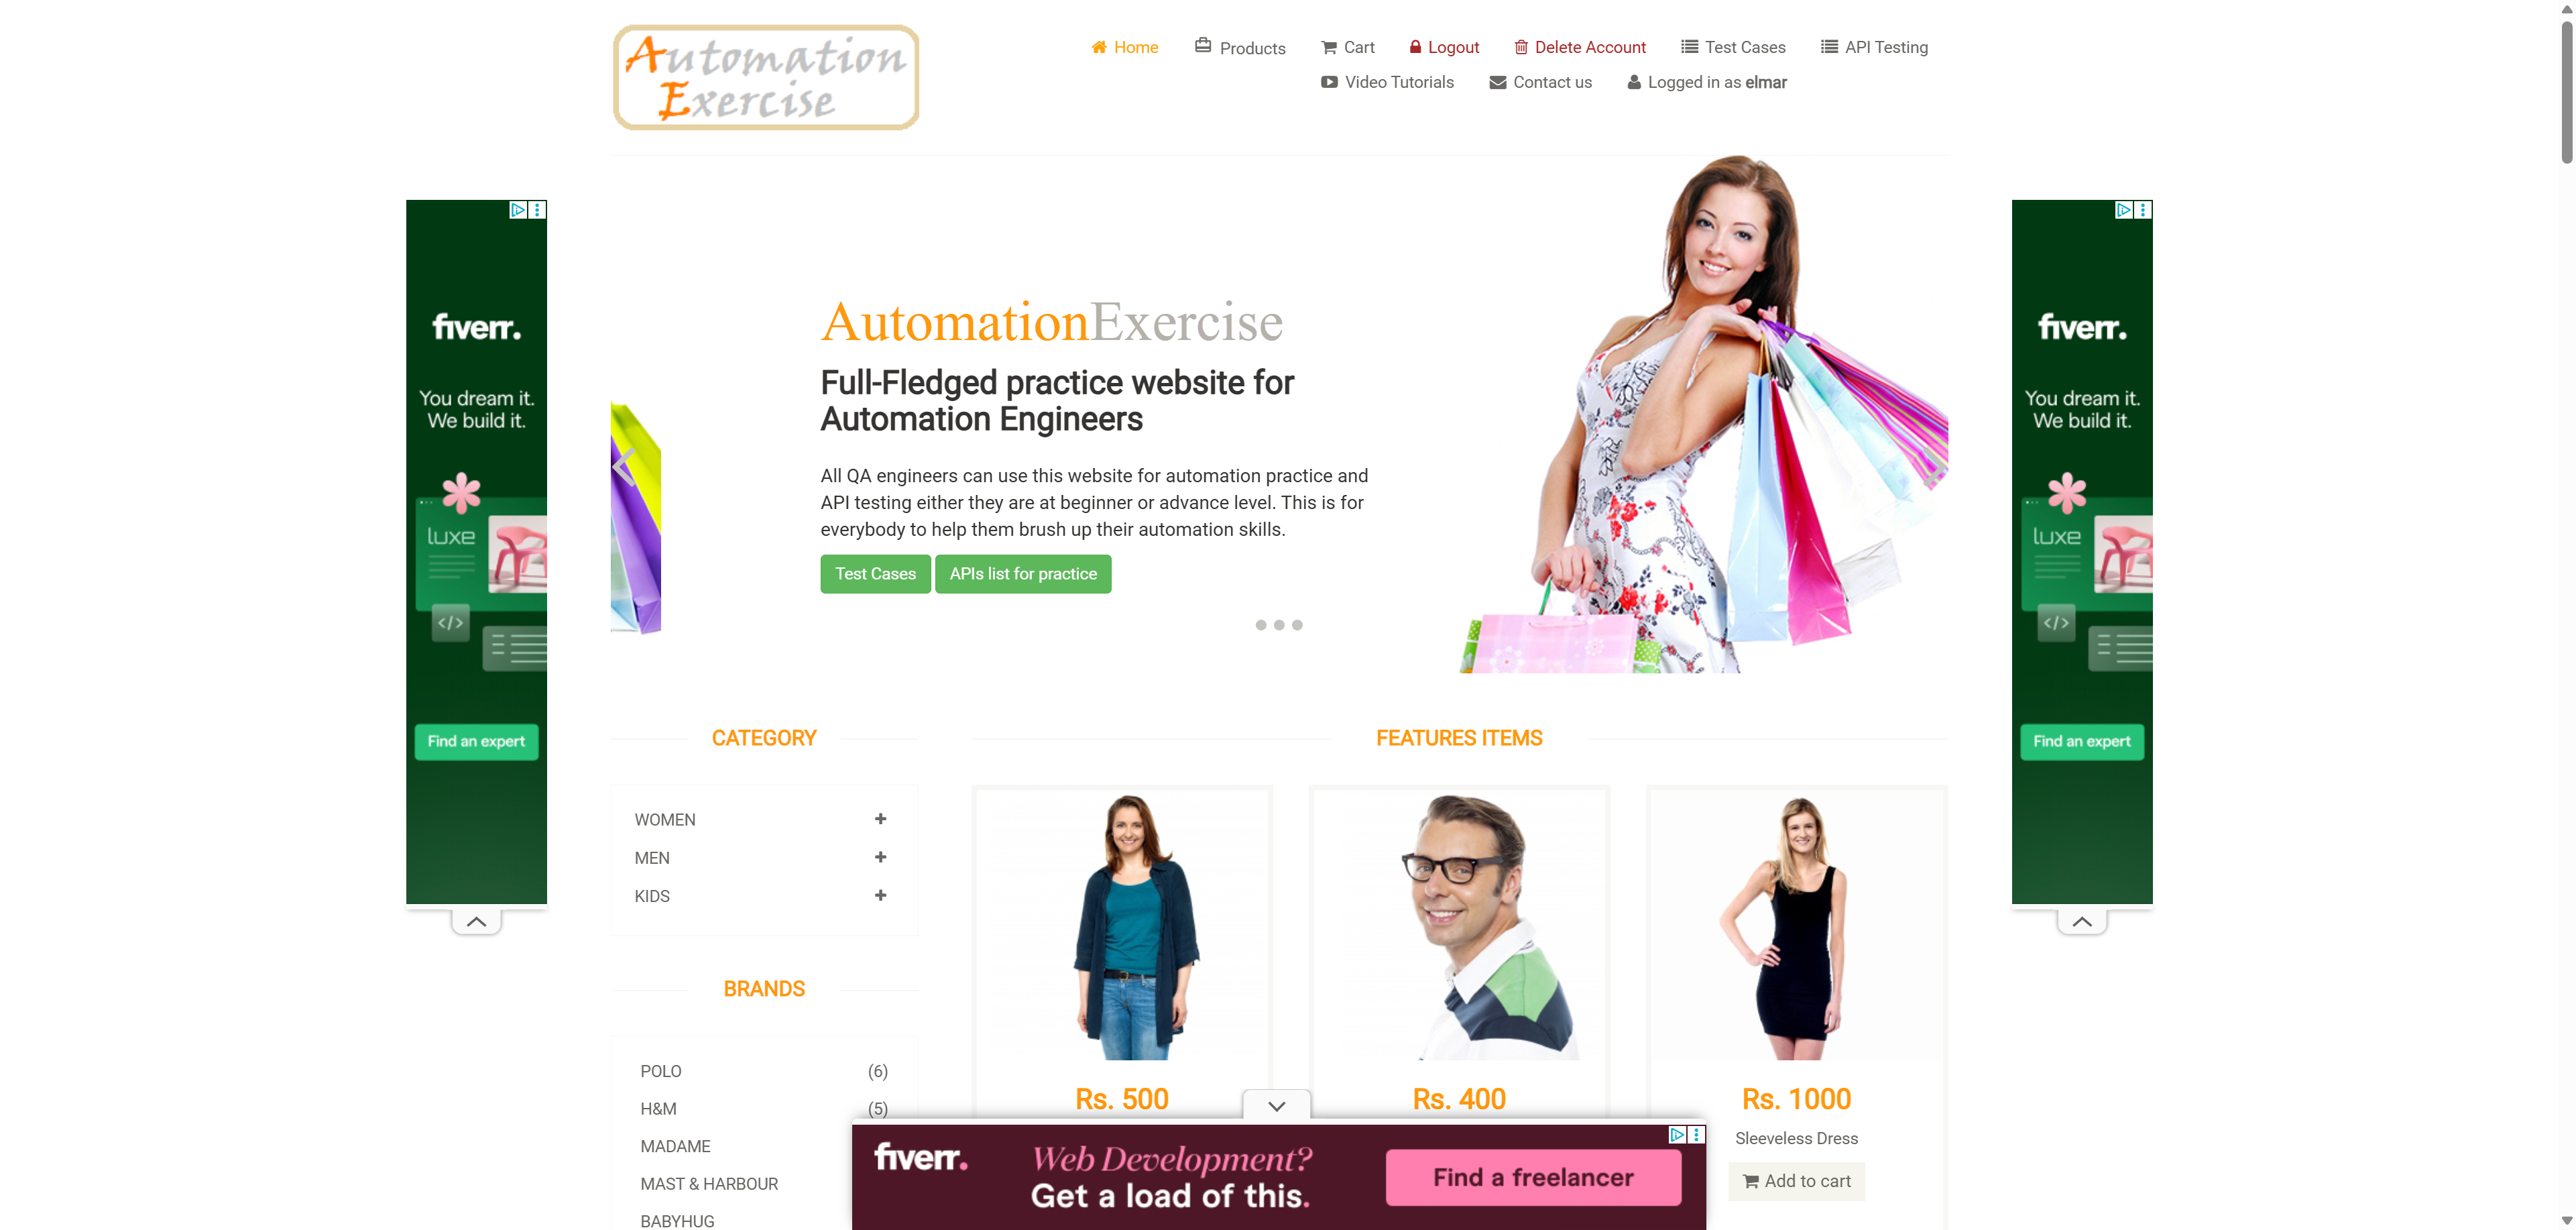 Automation
Exercise
Home Products Cart Logout Delete Account Test Cases API Testing
Video Tutorials Contact us Logged in as elmar
fiverr.
You dream it.
We build it.
luxe
</>
Find an expert
AutomationExercise
Full-Fledged practice website for
Automation Engineers
All QA engineers can use this website for automation practice and
API testing either they are at beginner or advance level. This is for
everybody to help them brush up their automation skills.
Test Cases APIs list for practice
fiverr.
You dream it.
We build it.
luxe
</>
Find an expert
CATEGORY
WOMEN
MEN
KIDS
BRANDS
POLO (6)
H&M (5)
MADAME
MAST & HARBOUR
BABYHUG
FEATURES ITEMS
Rs. 500
Rs. 400
Rs. 1000
Sleeveless Dress
Add to cart
fiverr.
Web Development?
Get a load of this.
Find a freelancer